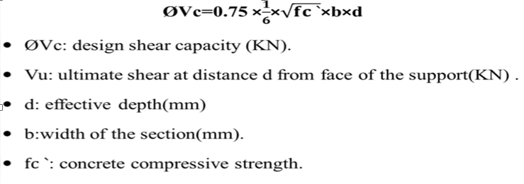 ØVc=0.75 ×1/6×√fc `×b×d
• ØVc: design shear capacity (KN).
• Vu: ultimate shear at distance d from face of the support(KN) .
• d: effective depth(mm)
• b:width of the section(mm).
• fc `: concrete compressive strength.